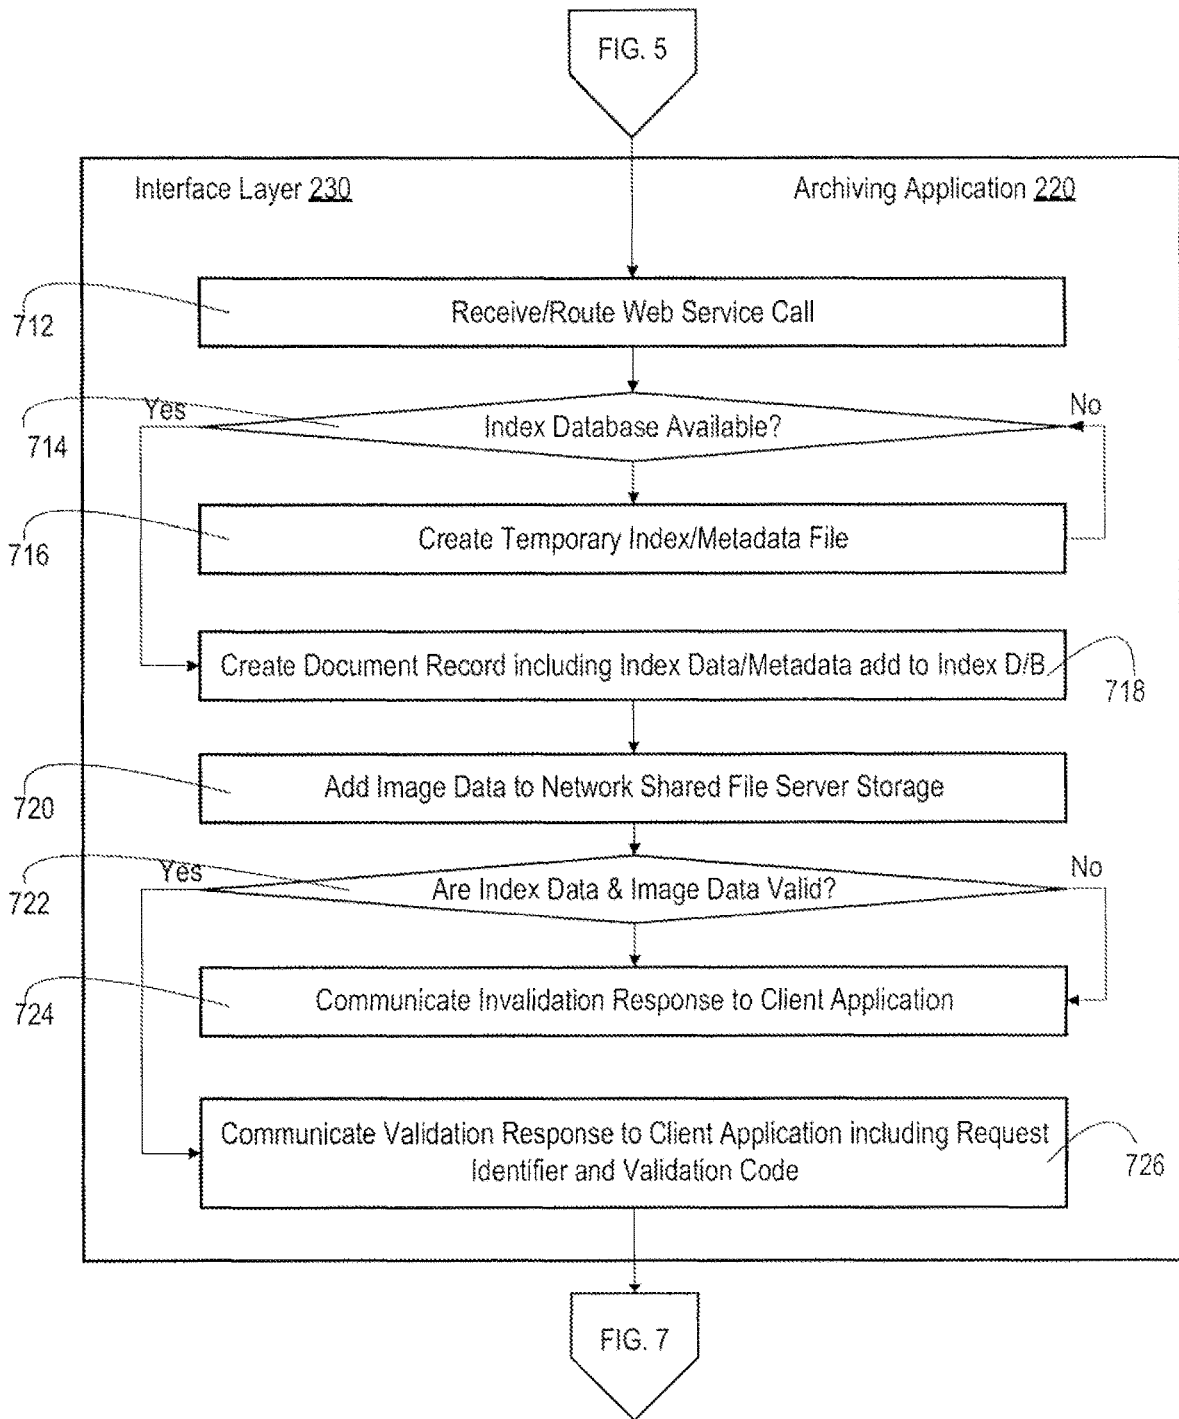 FIG. 5
Interface Layer 230
Archiving Application 220
Receive/Route Web Service Call
712
Yes
Index Database Available?
No
714
Create Temporary Index/Metadata File
716
Create Document Record including Index Data/Metadata add to Index D/B
718
Add Image Data to Network Shared File Server Storage
720
Yes
Are Index Data & Image Data Valid?
No
722
Communicate Invalidation Response to Client Application
724
Communicate Validation Response to Client Application including Request
Identifier and Validation Code
726
FIG. 7